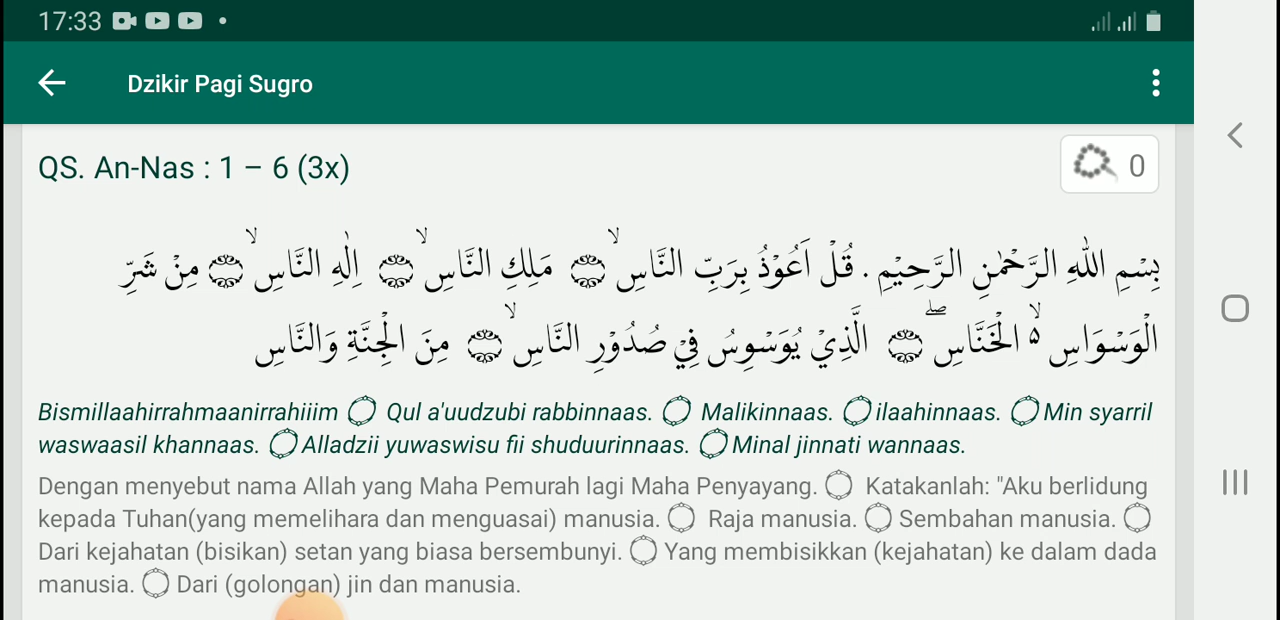 17:33
Dzikir Pagi Sugro
QS. An-Nas : 1 – 6 (3x)
0
بِسْمِ اللّٰهِ الرَّحْمٰنِ الرَّحِيْمِ . قُلْ اَعُوْذُ بِرَبِّ النَّاسِۙ ۝ مَلِكِ النَّاسِۙ ۝ اِلٰهِ النَّاسِۙ ۝ مِنْ شَرِّ
الْوَسْوَاسِ ەۙ الْخَنَّاسِۖ ۝ الَّذِيْ يُوَسْوِسُ فِيْ صُدُوْرِ النَّاسِۙ ۝ مِنَ الْجِنَّةِ وَالنَّاسِ
Bismillaahirrahmaanirrahiiim ۝ Qul a'uudzubi rabbinnaas. ۝ Malikinnaas. ۝ ilaahinnaas. ۝ Min syarril
waswaasil khannaas. ۝ Alladzii yuwaswisu fii shuduurinnaas. ۝ Minal jinnati wannaas.
Dengan menyebut nama Allah yang Maha Pemurah lagi Maha Penyayang. ۝ Katakanlah: "Aku berlidung
kepada Tuhan(yang memelihara dan menguasai) manusia. ۝ Raja manusia. ۝ Sembahan manusia. ۝
Dari kejahatan (bisikan) setan yang biasa bersembunyi. ۝ Yang membisikkan (kejahatan) ke dalam dada
manusia. ۝ Dari (golongan) jin dan manusia.